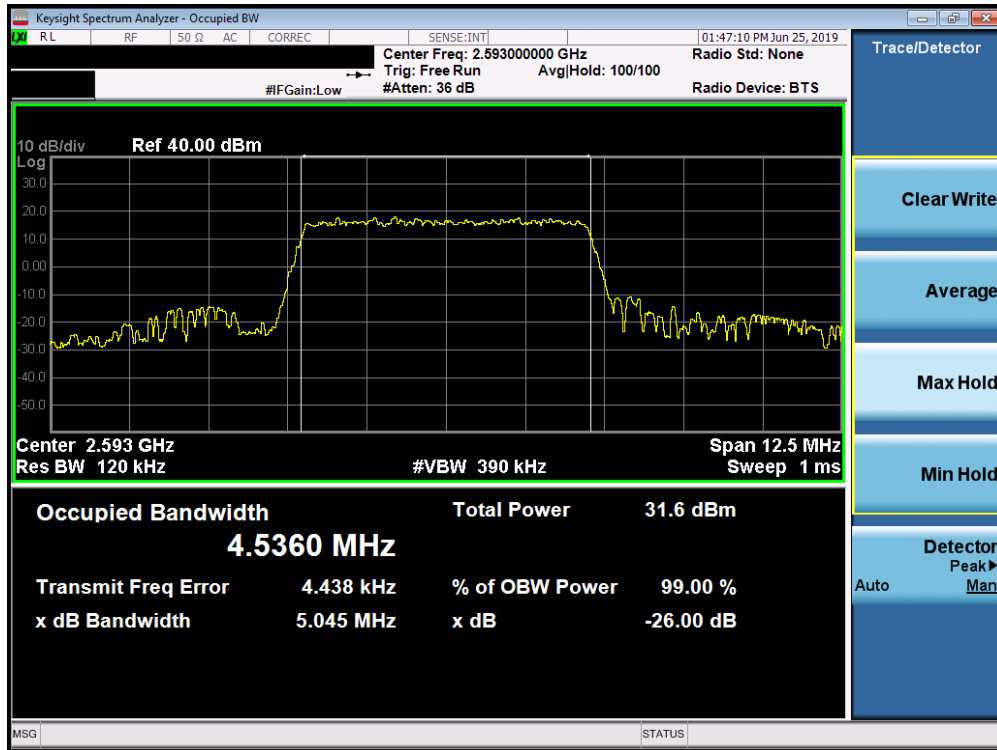 Keysight Spectrum Analyzer - Occupied BW
LXI RL RF 50 Ω AC CORREC SENSE:INT 01:47:10 PM Jun 25, 2019
Center Freq: 2.593000000 GHz Radio Std: None
Trig: Free Run Avg|Hold: 100/100
#IFGain:Low #Atten: 36 dB Radio Device: BTS
10 dB/div Ref 40.00 dBm
Log
30.0
20.0
10.0
0.00
-10.0
-20.0
-30.0
-40.0
-50.0
Center 2.593 GHz Span 12.5 MHz
Res BW 120 kHz #VBW 390 kHz Sweep 1 ms
Occupied Bandwidth Total Power 31.6 dBm
4.5360 MHz
Transmit Freq Error 4.438 kHz % of OBW Power 99.00 %
x dB Bandwidth 5.045 MHz x dB -26.00 dB
MSG STATUS
Trace/Detector
Clear Write
Average
Max Hold
Min Hold
Detector
Peak▶
Auto Man